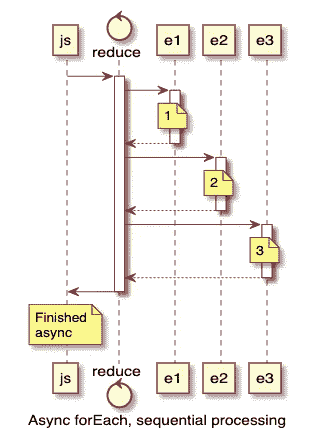 js
reduce
e1
e2
e3
1
2
3
Finished
async
js
reduce
e1
e2
e3
Async forEach, sequential processing